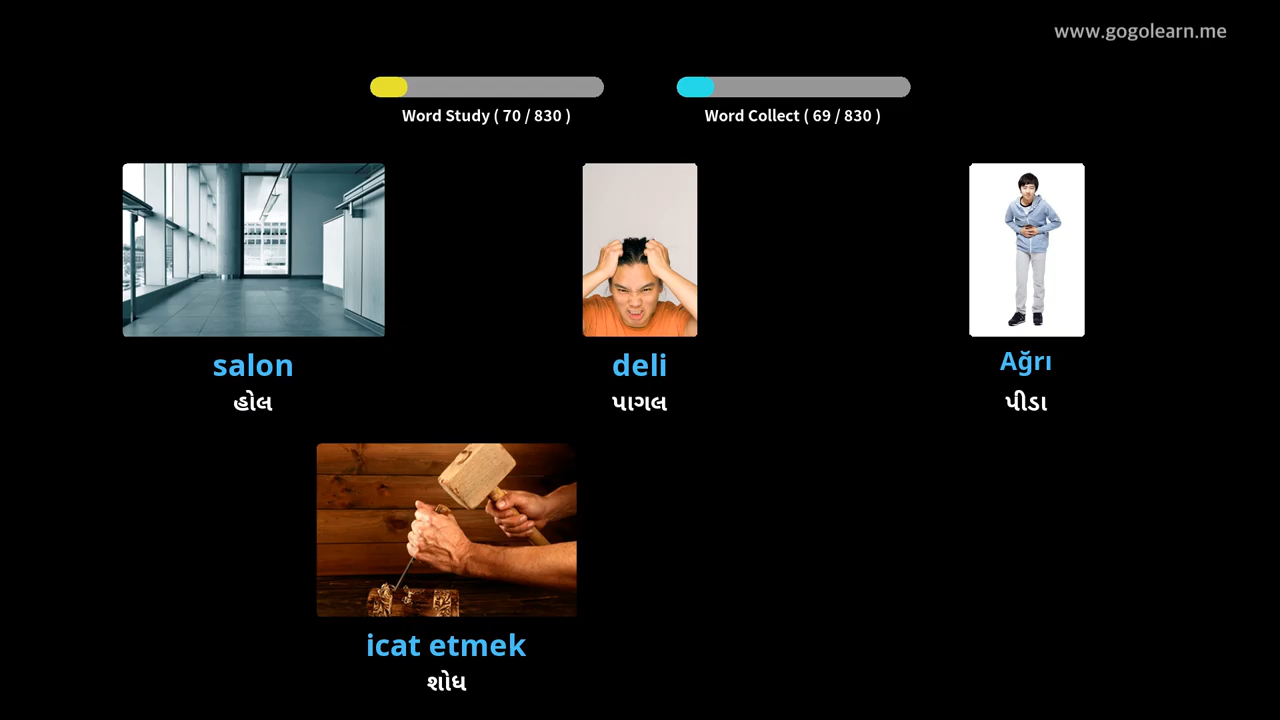 www.gogolearn.me
Word Study ( 70 / 830 )
Word Collect ( 69 / 830 )
salon
હોલ
deli
પાગલ
Ağrı
પીડા
icat etmek
શોધ